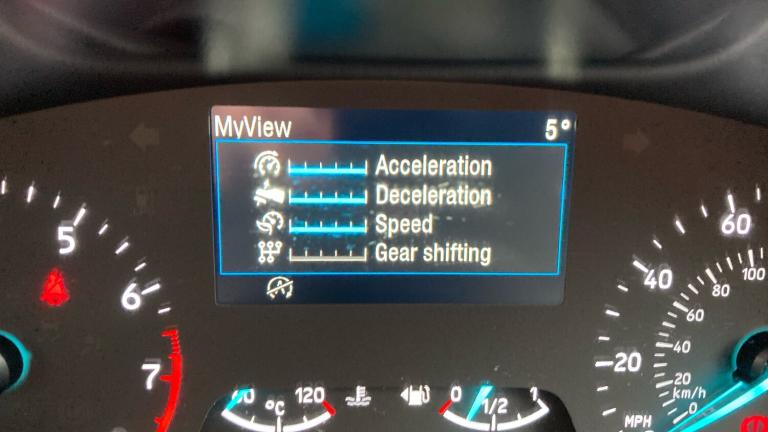 MyView 5°
Acceleration
Deceleration
Speed
Gear shifting
5
6
7
120
°C
0 1/2 1
60
40
20
MPH
100
80
60
40
20
km/h
0